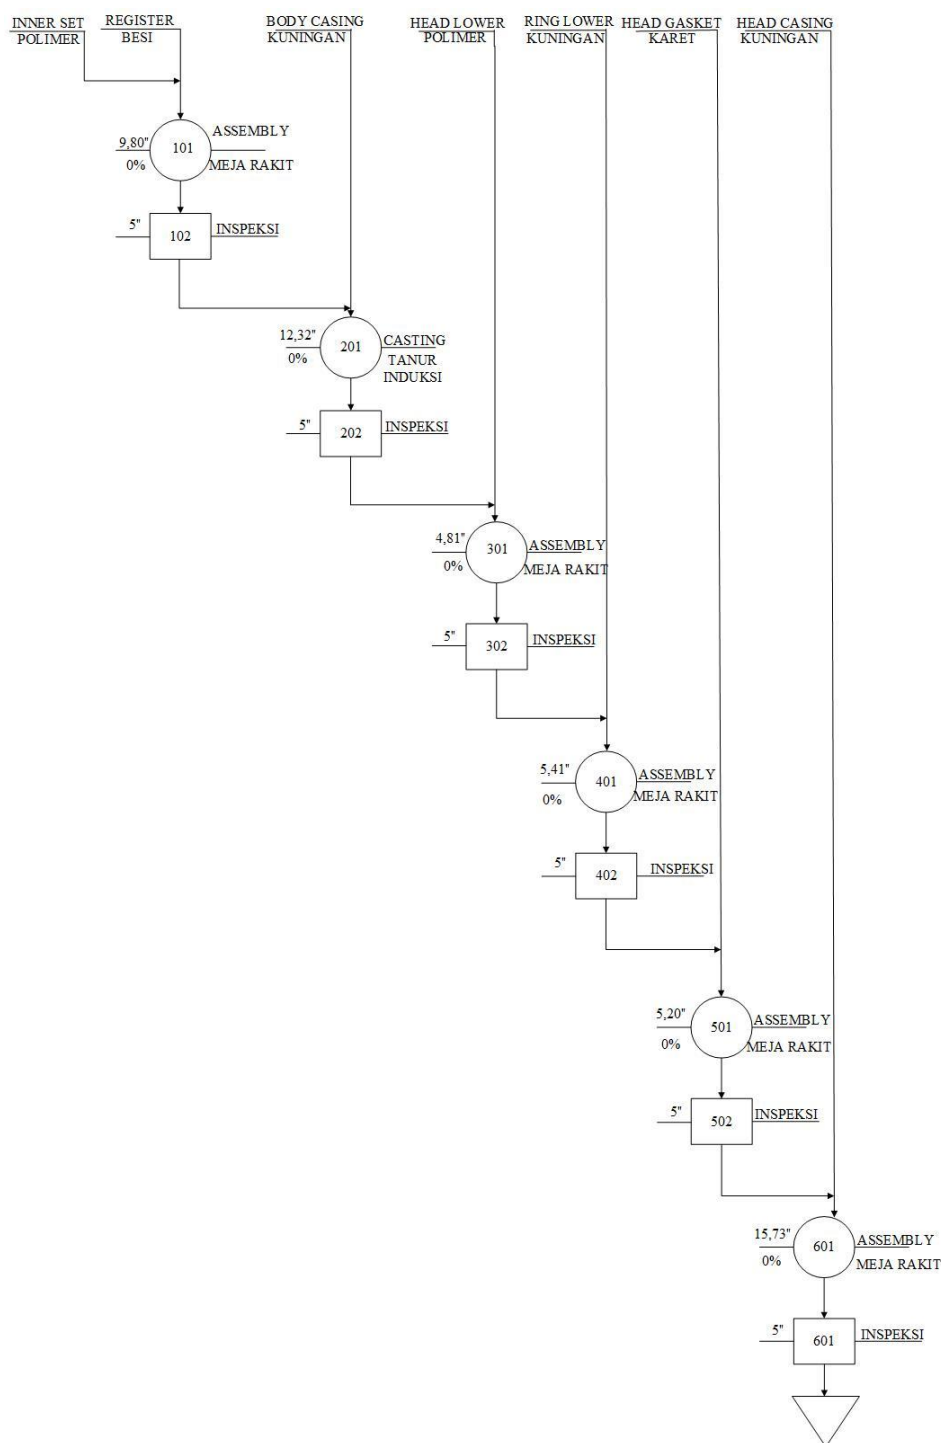 INNER SET
POLIMER
REGISTER
BESI
BODY CASING
KUNINGAN
HEAD LOWER
POLIMER
RING LOWER
KUNINGAN
HEAD GASKET
KARET
HEAD CASING
KUNINGAN
9,80"
0%
101
ASSEMBLY
MEJA RAKIT
5"
102
INSPEKSI
12,32"
0%
201
CASTING
TANUR
INDUKSI
5"
202
INSPEKSI
4,81"
0%
301
ASSEMBLY
MEJA RAKIT
5"
302
INSPEKSI
5,41"
0%
401
ASSEMBLY
MEJA RAKIT
5"
402
INSPEKSI
5,20"
0%
501
ASSEMBLY
MEJA RAKIT
5"
502
INSPEKSI
15,73"
0%
601
ASSEMBLY
MEJA RAKIT
5"
601
INSPEKSI